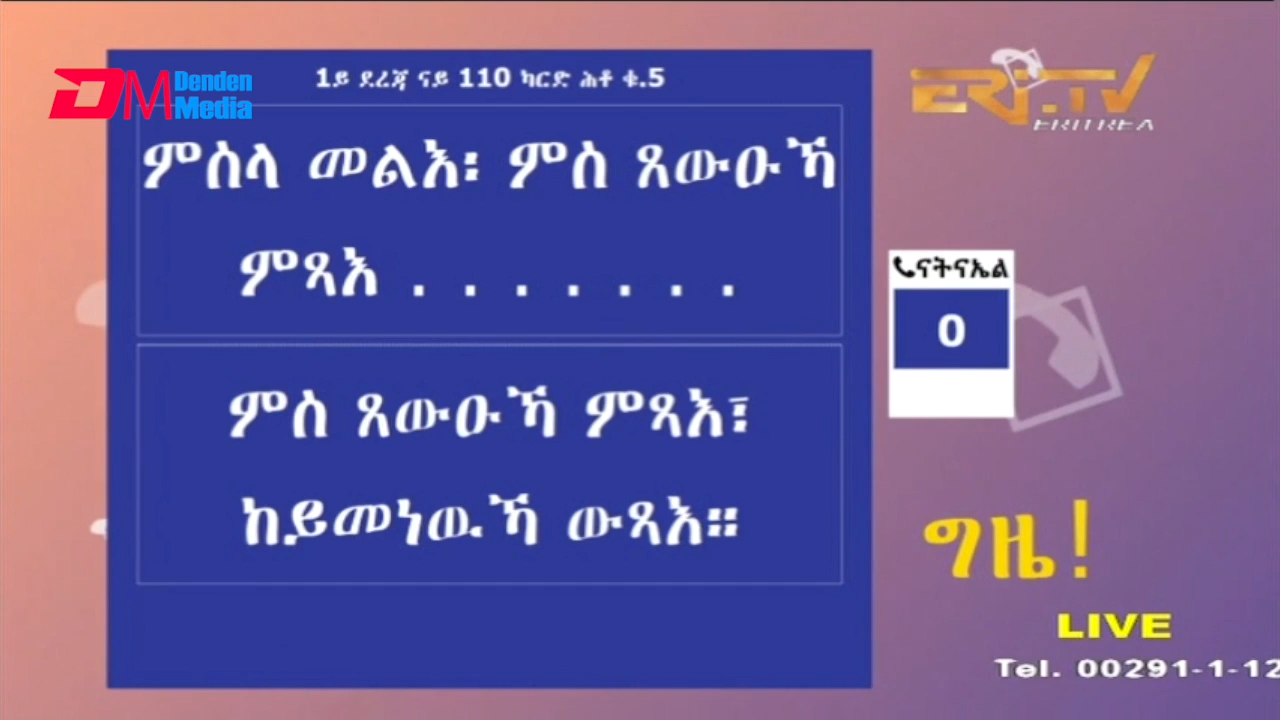 1ይ ደረጃ ናይ 110 ካርድ ሕቶ ቁ.5
Denden
Media
DM
ERi.TV
ERITREA
ምስላ መልእ፡ ምስ ጸውዑኻ
ምጻእ . . . . . . .
ናትናኤል
0
ምስ ጸውዑኻ ምጻእ፣
ከይመነዉኻ ውጻእ።
ግዜ!
LIVE
Tel. 00291-1-12